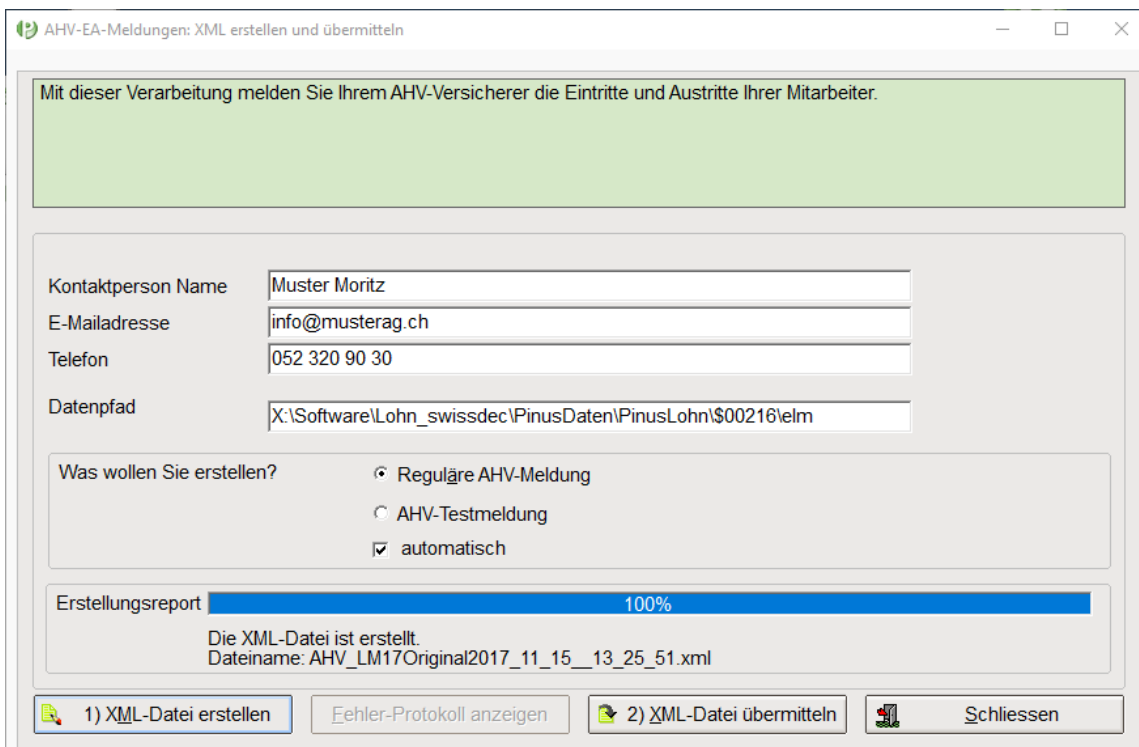 AHV-EA-Meldungen: XML erstellen und übermitteln
Mit dieser Verarbeitung melden Sie Ihrem AHV-Versicherer die Eintritte und Austritte Ihrer Mitarbeiter.
Kontaktperson Name Muster Moritz
E-Mailadresse info@musterag.ch
Telefon 052 320 90 30
Datenpfad X:\Software\Lohn_swissdec\PinusDaten\PinusLohn\$00216\elm
Was wollen Sie erstellen? Reguläre AHV-Meldung
AHV-Testmeldung
automatisch
Erstellungsreport 100%
Die XML-Datei ist erstellt.
Dateiname: AHV_LM17Original2017_11_15__13_25_51.xml
1) XML-Datei erstellen Fehler-Protokoll anzeigen 2) XML-Datei übermitteln Schliessen